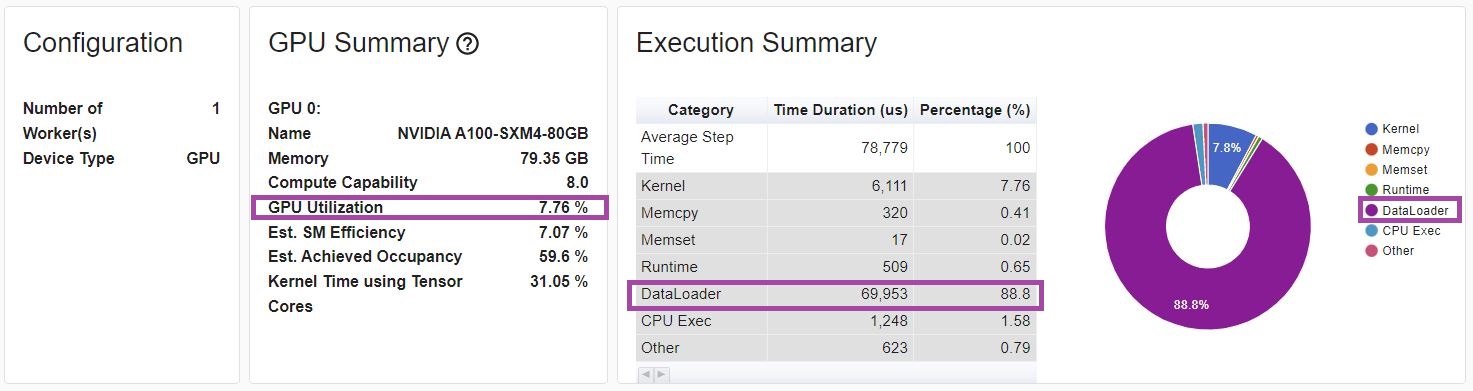 Configuration
Number of 1
Worker(s)
Device Type GPU
GPU Summary ?
GPU 0:
Name NVIDIA A100-SXM4-80GB
Memory 79.35 GB
Compute Capability 8.0
GPU Utilization 7.76 %
Est. SM Efficiency 7.07 %
Est. Achieved Occupancy 59.6 %
Kernel Time using Tensor 31.05 %
Cores
Execution Summary
Category Time Duration (us) Percentage (%)
Average Step
Time 78,779 100
Kernel 6,111 7.76
Memcpy 320 0.41
Memset 17 0.02
Runtime 509 0.65
DataLoader 69,953 88.8
CPU Exec 1,248 1.58
Other 623 0.79
7.8%
88.8%
Kernel
Memcpy
Memset
Runtime
DataLoader
CPU Exec
Other